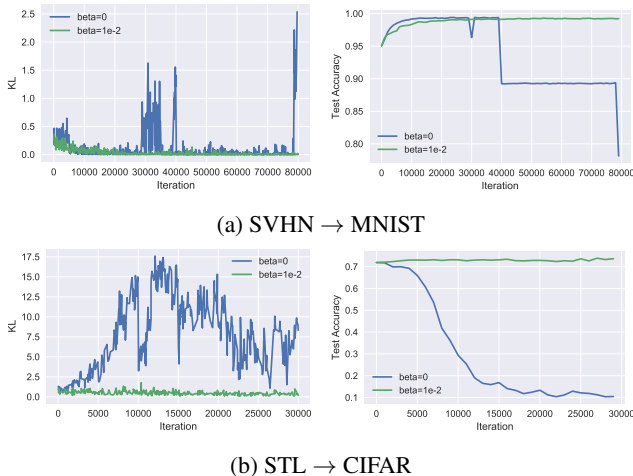 beta=0
beta=1e-2
KL
2.5
2.0
1.5
1.0
0.5
0.0
0 10000 20000 30000 40000 50000 60000 70000 80000
Iteration
Test Accuracy
1.00
0.95
0.90
0.85
0.80
beta=0
beta=1e-2
0 10000 20000 30000 40000 50000 60000 70000 80000
Iteration
(a) SVHN → MNIST
KL
17.5
15.0
12.5
10.0
7.5
5.0
2.5
0.0
beta=0
beta=1e-2
0 5000 10000 15000 20000 25000 30000
Iteration
Test Accuracy
0.7
0.6
0.5
0.4
0.3
0.2
0.1
beta=0
beta=1e-2
0 5000 10000 15000 20000 25000 30000
Iteration
(b) STL → CIFAR